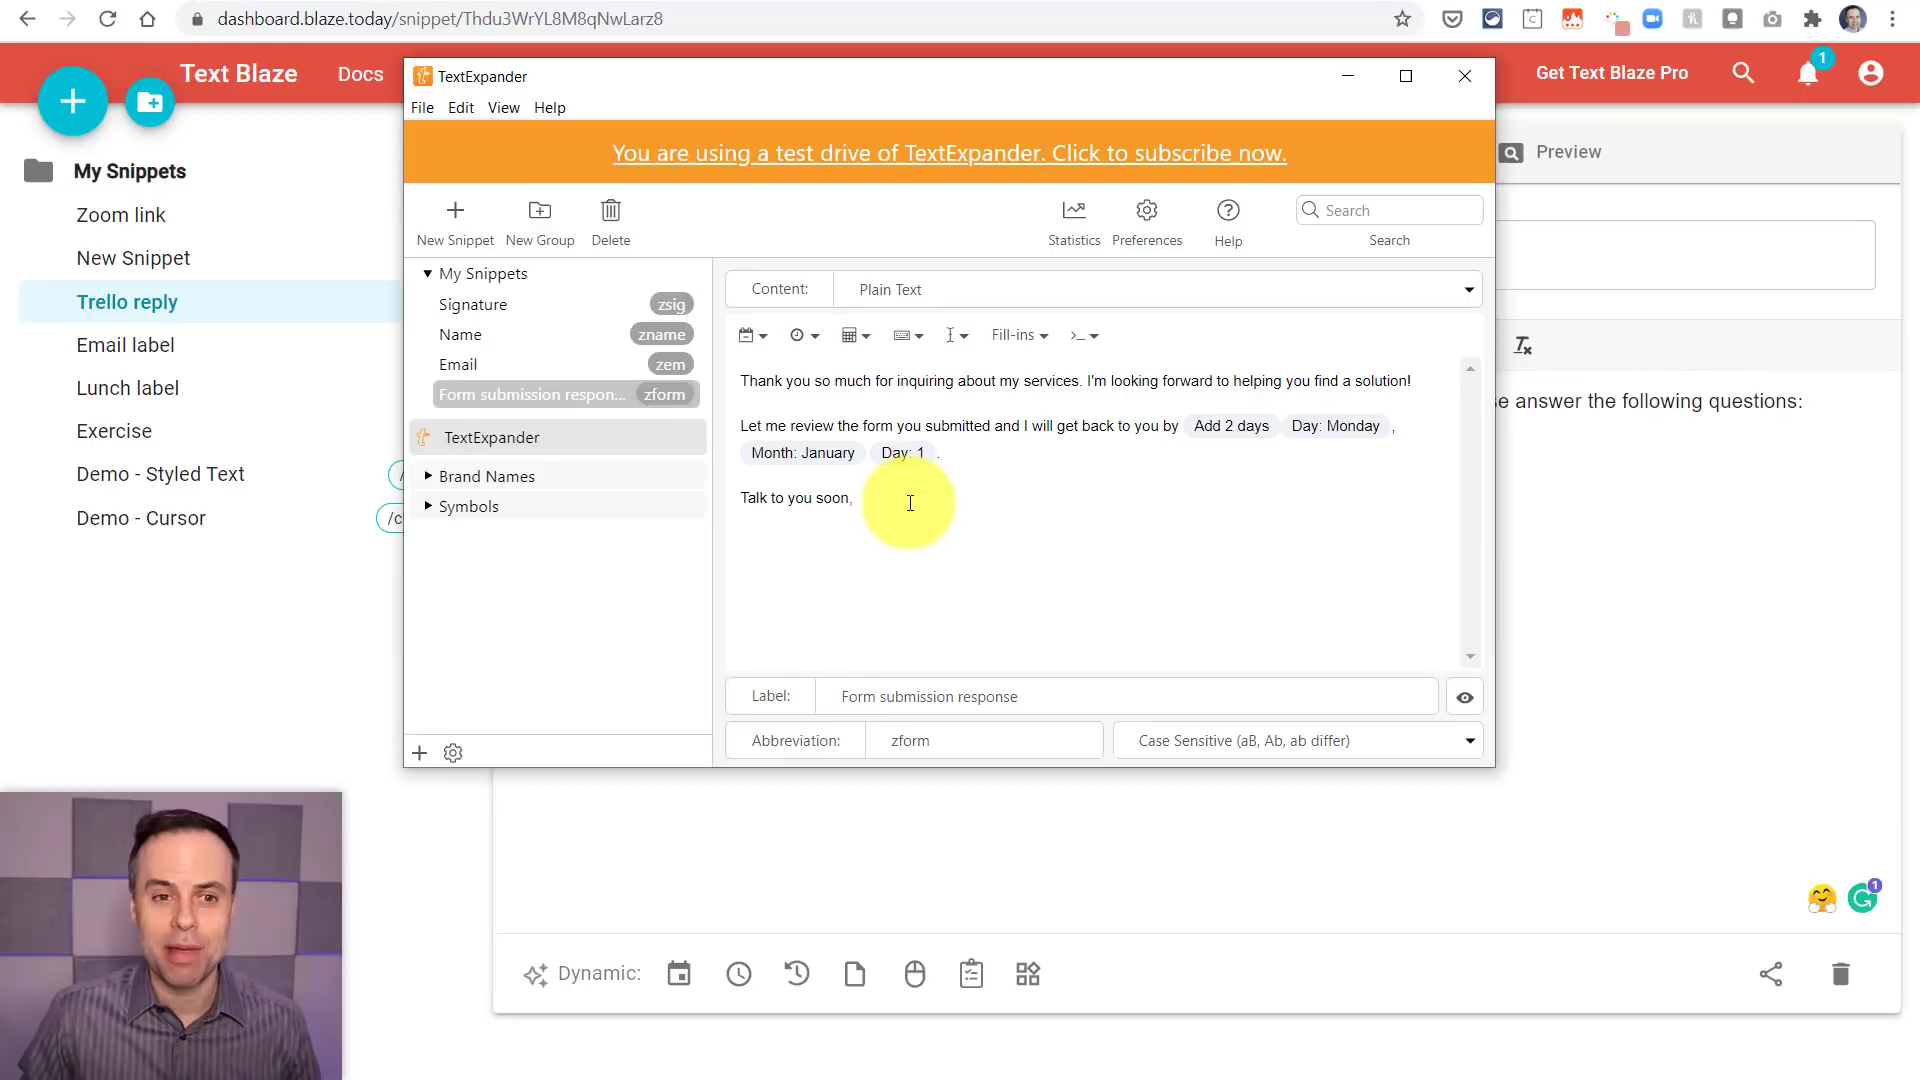 dashboard.blaze.today/snippet/Thdu3WrYL8M8qNwLarz8
Text Blaze
Docs
Get Text Blaze Pro
1
TextExpander
File Edit View Help
You are using a test drive of TextExpander. Click to subscribe now.
New Snippet
New Group
Delete
Statistics
Preferences
Help
Search
Search
Preview
My Snippets
Zoom link
New Snippet
Trello reply
Email label
Lunch label
Exercise
Demo - Styled Text
/
Demo - Cursor
/c
My Snippets
Signature zsig
Name zname
Email zem
Form submission respon... zform
TextExpander
Brand Names
Symbols
Content: Plain Text
Fill-ins
Thank you so much for inquiring about my services. I'm looking forward to helping you find a solution!
Let me review the form you submitted and I will get back to you by Add 2 days Day: Monday ,
Month: January Day: 1 .
Talk to you soon,
Label: Form submission response
Abbreviation: zform
Case Sensitive (aB, Ab, ab differ)
e answer the following questions:
1
Dynamic: